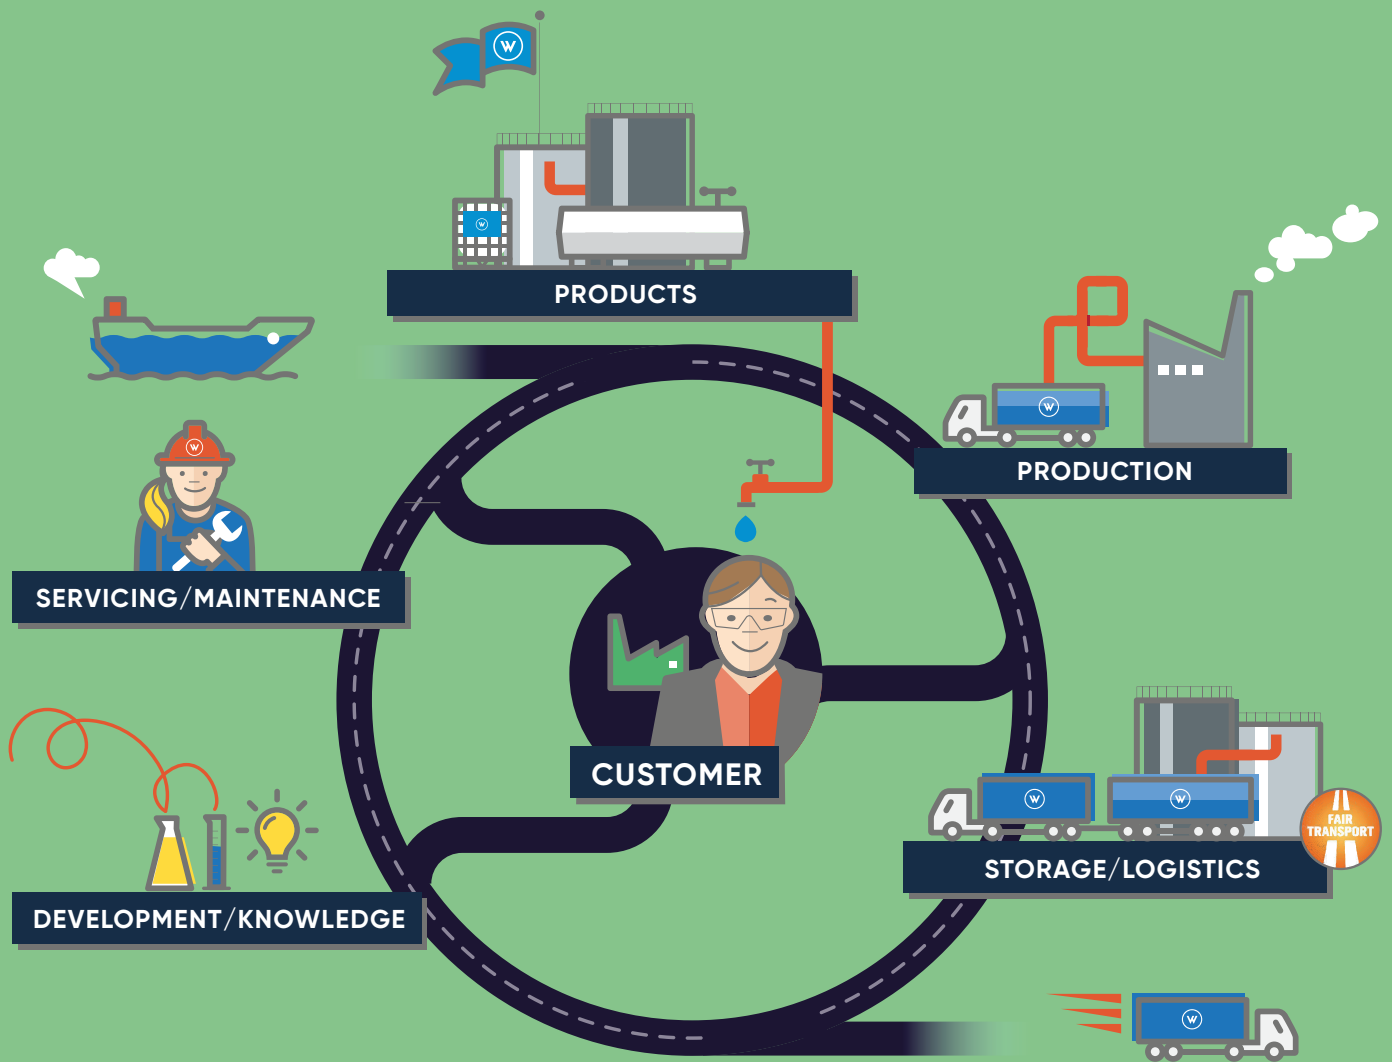 W
W
PRODUCTS
W
PRODUCTION
W
SERVICING/MAINTENANCE
CUSTOMER
W
W
FAIR
TRANSPORT
STORAGE/LOGISTICS
DEVELOPMENT/KNOWLEDGE
W